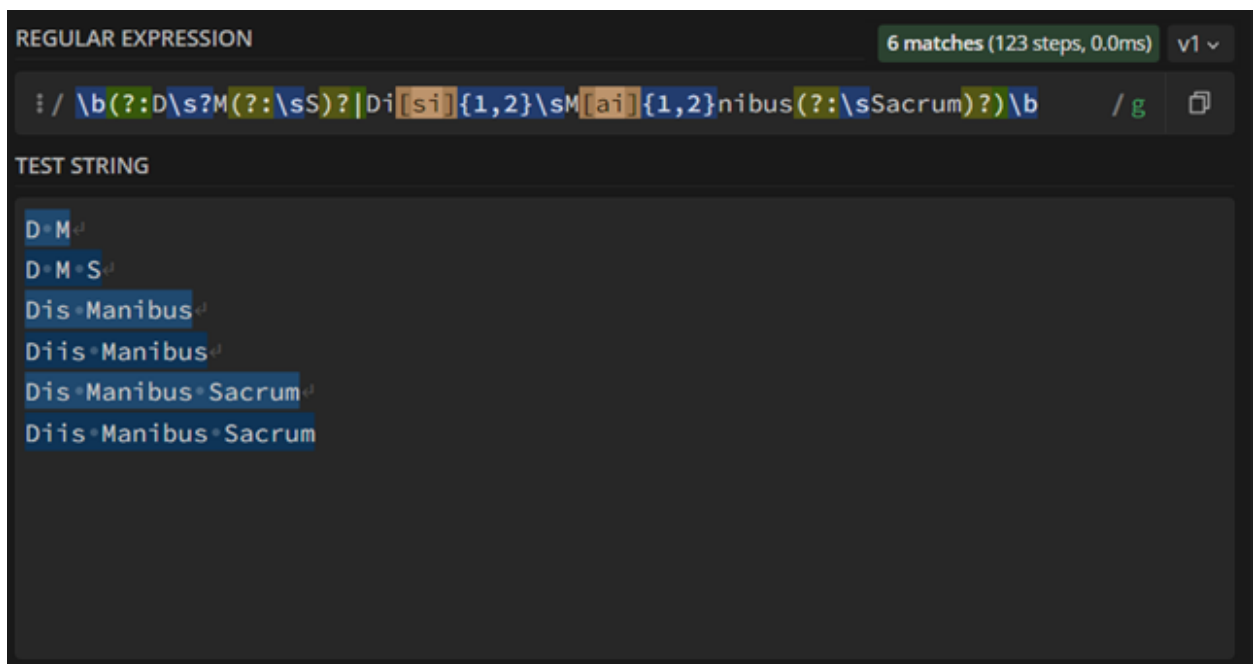 REGULAR EXPRESSION
6 matches (123 steps, 0.0ms) v1
/ \b(?:D\s?M(?:\sS)?|Di[si]{1,2}\sM[ai]{1,2}nibus(?:\sSacrum)?)\b / g
TEST STRING
D·M
D·M·S
Dis·Manibus
Diis·Manibus
Dis·Manibus·Sacrum
Diis·Manibus·Sacrum